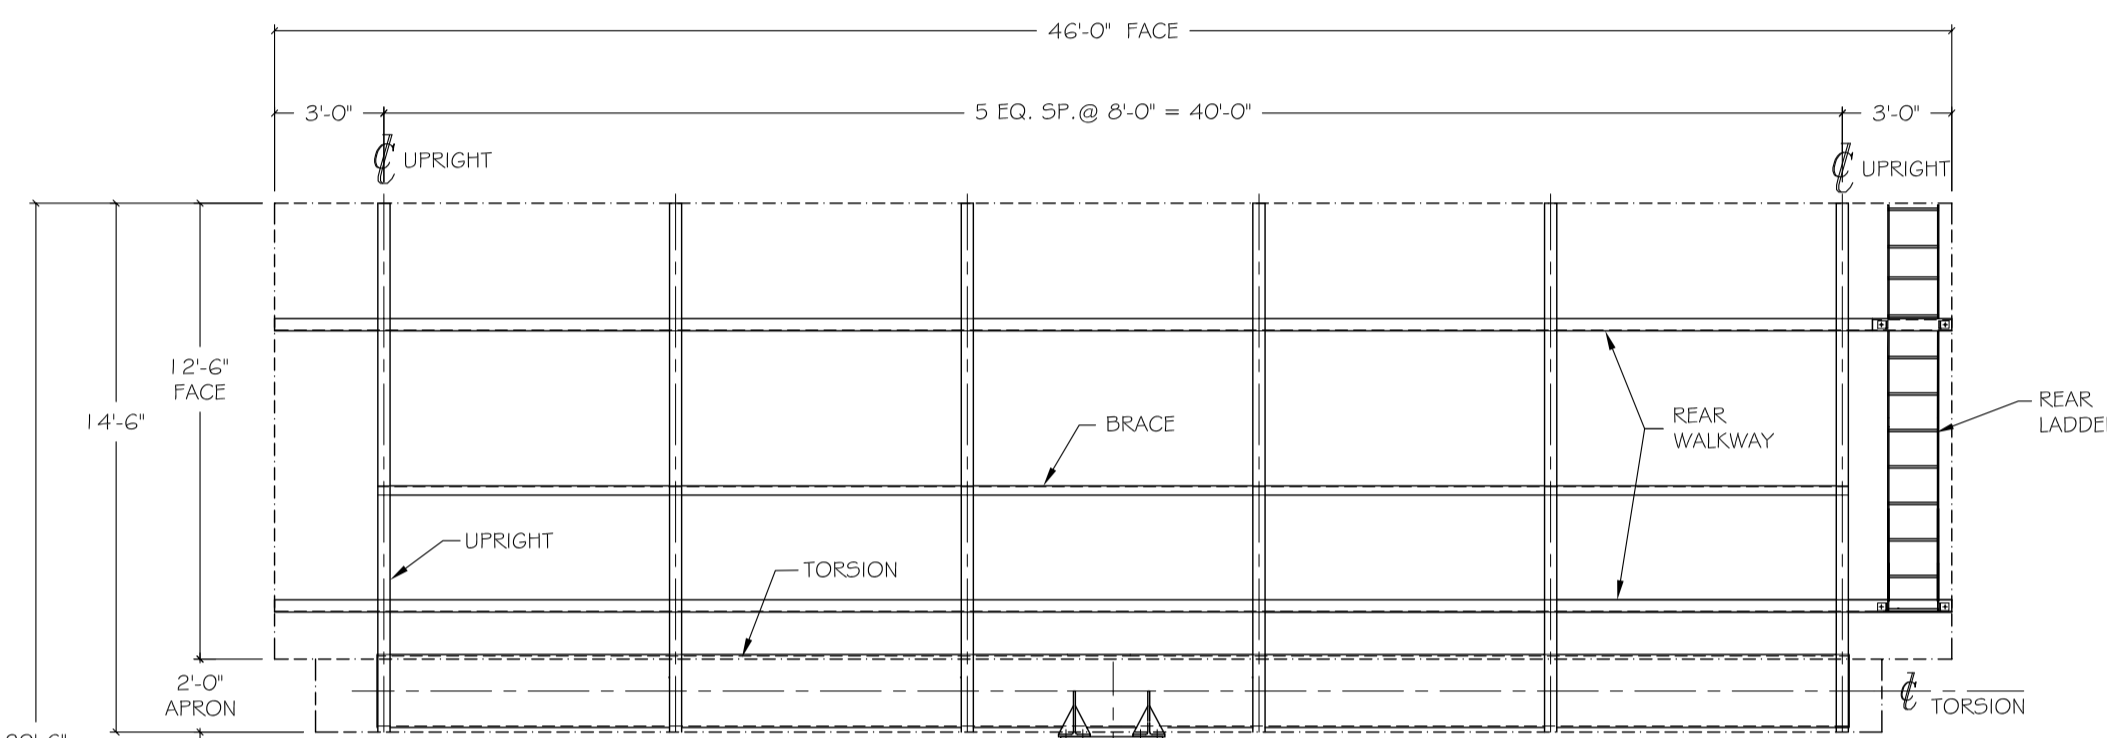 46'-0" FACE
3'-0"
5 EQ. SP.@ 8'-0" = 40'-0"
3'-0"
℄ UPRIGHT
℄ UPRIGHT
12'-6"
FACE
14'-6"
BRACE
REAR
WALKWAY
REAR
UPRIGHT
TORSION
2'-0"
APRON
℄ TORSION